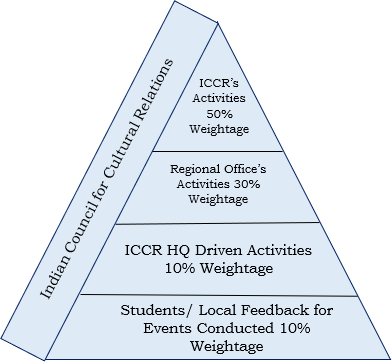 Indian Council for Cultural Relations
ICCR's
Activities
50%
Weightage
Regional Office's
Activities 30%
Weightage
ICCR HQ Driven Activities
10% Weightage
Students/ Local Feedback for
Events Conducted 10%
Weightage